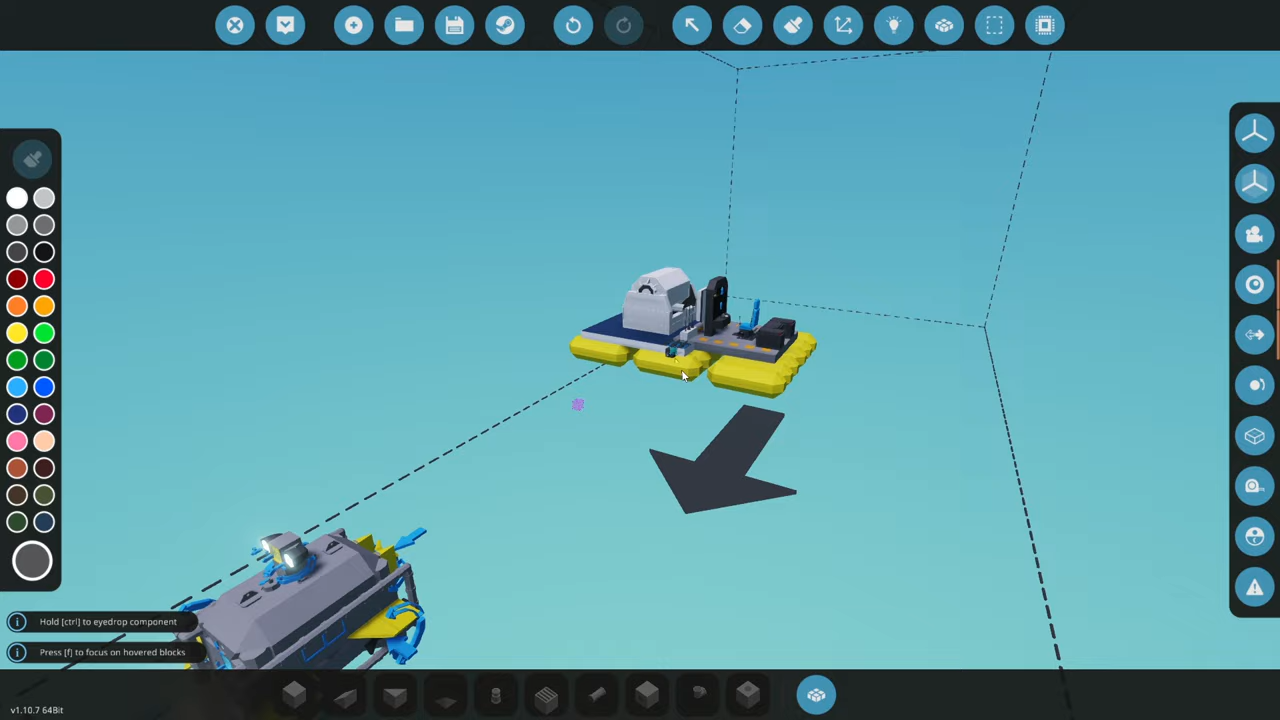 Hold [ctrl] to eyedrop component
Press [f] to focus on hovered blocks
v1.10.7 64Bit